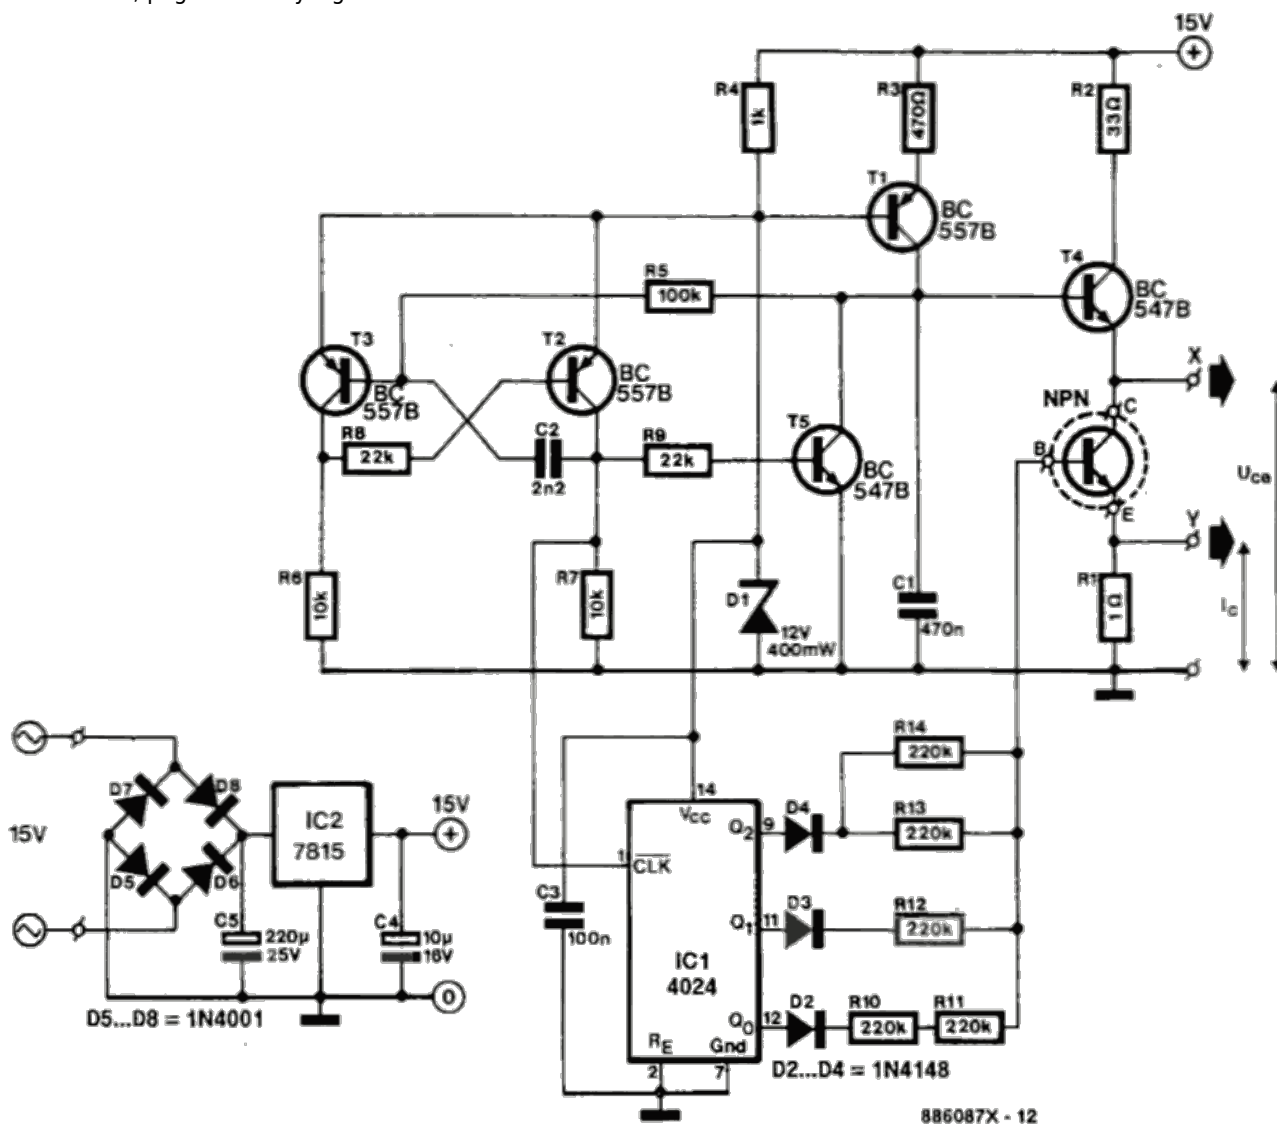 15V
+
R4
1k
R3
470Ω
R2
33Ω
T1
BC
557B
T4
BC
547B
R5
100k
T3
BC
557B
T2
BC
557B
X
NPN
C
B
E
Uce
R8
22k
C2
2n2
R9
22k
T5
BC
547B
Y
R6
10k
R7
10k
D1
12V
400mW
C1
470n
R1
1Ω
Ic
R14
220k
D7
D8
15V
IC2
7815
15V
+
14
VCC
D4
R13
220k
Q2
9
1
CLK
D5
D6
C5
220µ
25V
C4
10µ
16V
C3
100n
D3
R12
220k
Q1
11
IC1
4024
0
D5...D8 = 1N4001
D2
R10
220k
R11
220k
Q0
12
RE
Gnd
2
7
D2...D4 = 1N4148
886087X - 12